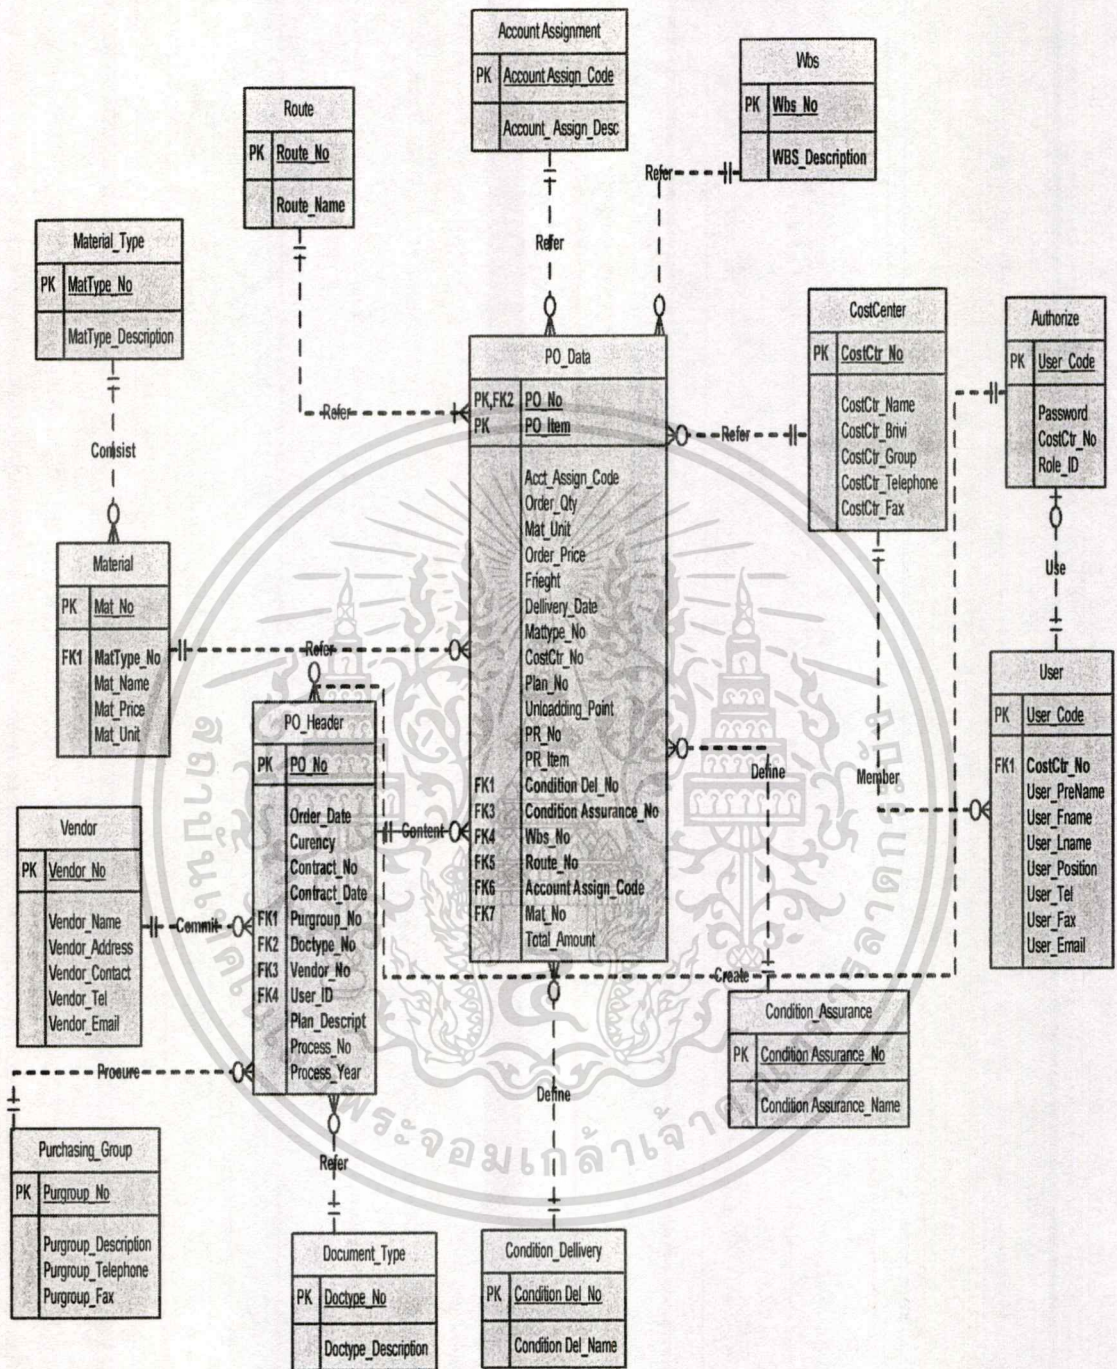 Account Assignment
PK Account Assign_Code
Account_Assign_Desc
Wbs
PK Wbs_No
WBS_Description
Route
PK Route_No
Route_Name
Refer
Refer
Material_Type
PK MatType_No
MatType_Description
CostCenter
PK CostCtr_No
CostCtr_Name
CostCtr_Brivi
CostCtr_Group
CostCtr_Telephone
CostCtr_Fax
Authorize
PK User_Code
Password
CostCtr_No
Role_ID
Refer
Refer
Consist
Use
PO_Data
PK,FK2 PO_No
PK PO_Item
Acct_Assign_Code
Order_Qty
Mat_Unit
Order_Price
Frieght
Dellivery_Date
Mattype_No
CostCtr_No
Plan_No
Unloadding_Point
PR_No
PR_Item
FK1 Condition Del_No
FK3 Condition Assurance_No
FK4 Wbs_No
FK5 Route_No
FK6 Account Assign_Code
FK7 Mat_No
Total_Amount
Material
PK Mat_No
FK1 MatType_No
Mat_Name
Mat_Price
Mat_Unit
Refer
User
PK User_Code
FK1 CostCtr_No
User_PreName
User_Fname
User_Lname
User_Position
User_Tel
User_Fax
User_Email
Member
Define
PO_Header
PK PO_No
Order_Date
Curency
Contract_No
Contract_Date
FK1 Purgroup_No
FK2 Doctype_No
FK3 Vendor_No
FK4 User_ID
Plan_Descript
Process_No
Process_Year
Content
Vendor
PK Vendor_No
Vendor_Name
Vendor_Address
Vendor_Contact
Vendor_Tel
Vendor_Email
Commit
Create
Condition_Assurance
PK Condition Assurance_No
Condition Assurance_Name
Procure
Define
Purchasing_Group
PK Purgroup_No
Purgroup_Description
Purgroup_Telephone
Purgroup_Fax
Refer
Document_Type
PK Doctype_No
Doctype_Description
Condition_Dellivery
PK Condition Del_No
Condition Del_Name